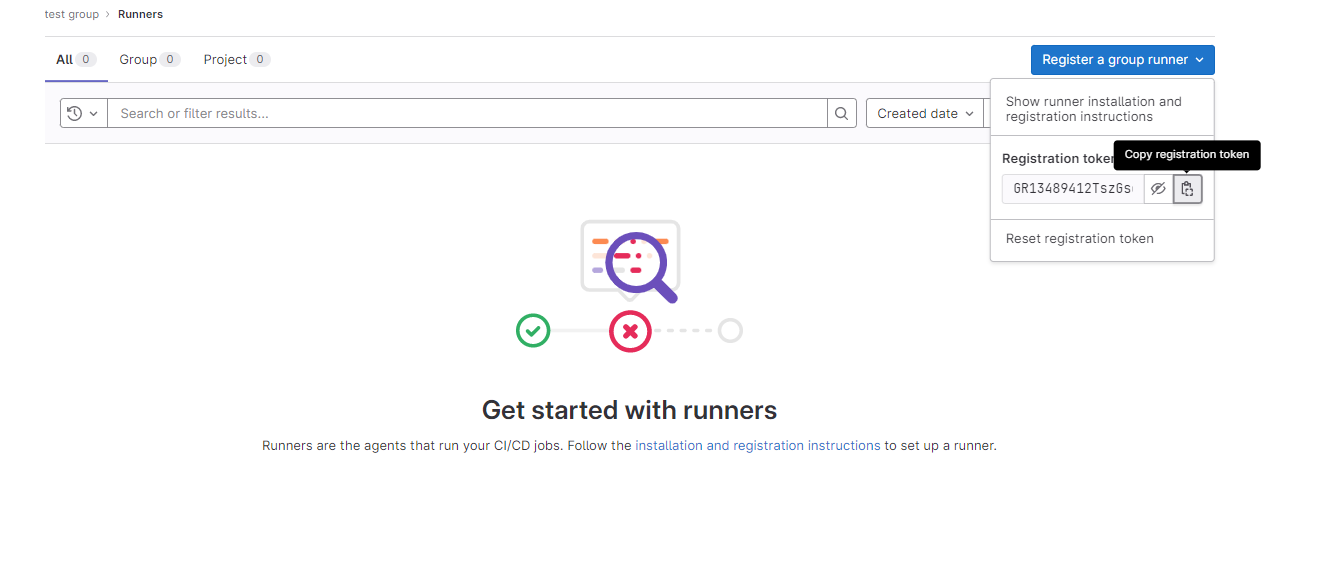 test group › Runners
All 0 Group 0 Project 0
Register a group runner
Search or filter results...
Created date
Show runner installation and
registration instructions
Copy registration token
Registration
GR13489412TszGs
Reset registration token
Get started with runners
Runners are the agents that run your CI/CD jobs. Follow the installation and registration instructions to set up a runner.